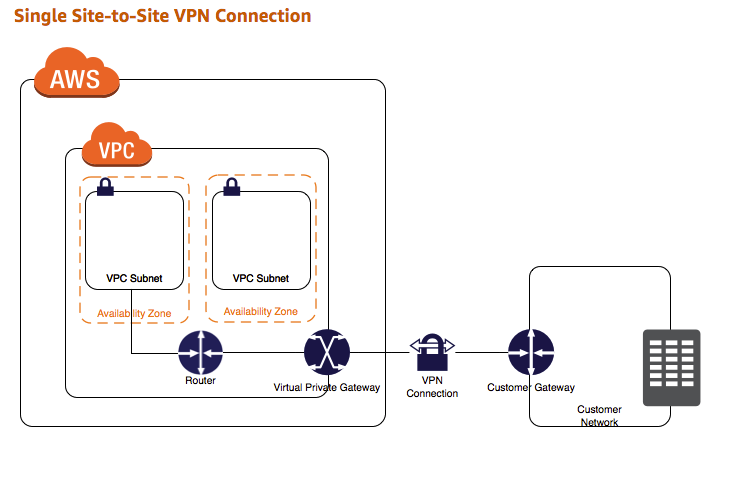 Single Site-to-Site VPN Connection
AWS
VPC
VPC Subnet
VPC Subnet
Availability Zone
Availability Zone
Router
Virtual Private Gateway
VPN
Connection
Customer Gateway
Customer
Network